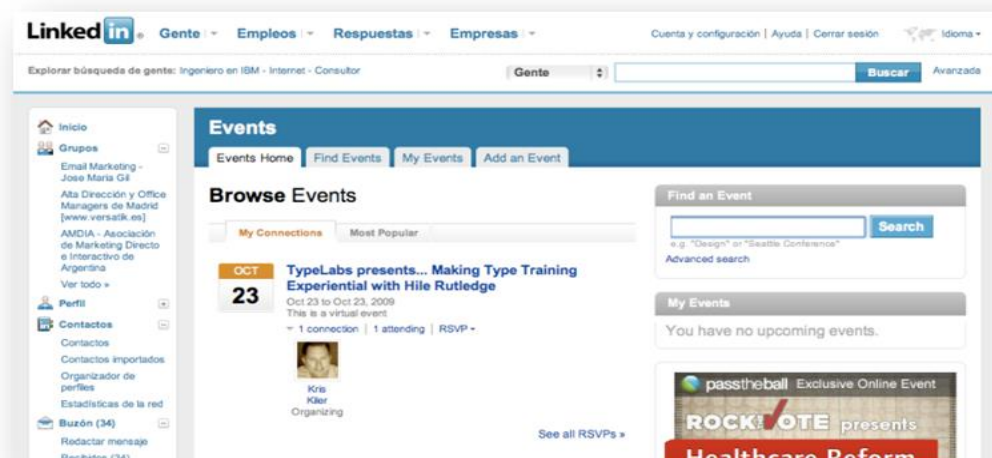 Linked in® Gente Empleos Respuestas Empresas Cuenta y configuración | Ayuda | Cerrar sesión Idioma
Explorar búsqueda de gente: Ingeniero en IBM - Internet - Consultor Gente Buscar Avanzada
Inicio
Grupos
Email Marketing -
Jose Maria Gil
Alta Dirección y Office
Managers de Madrid
[www.versatik.es]
AMDIA - Asociación
de Marketing Directo
e Interactivo de
Argentina
Ver todo »
Perfil
Contactos
Contactos
Contactos importados
Organizador de
perfiles
Estadísticas de la red
Buzón (34)
Redactar mensaje
Recibidos (34)
Events
Events Home Find Events My Events Add an Event
Browse Events
My Connections Most Popular
OCT
23
TypeLabs presents... Making Type Training
Experiential with Hile Rutledge
Oct 23 to Oct 23, 2009
This is a virtual event
1 connection | 1 attending | RSVP
Kris
Kiler
Organizing
See all RSVPs »
Find an Event
Search
e.g. "Design" or "Seattle Conference"
Advanced search
My Events
You have no upcoming events.
passtheball Exclusive Online Event
ROCK THE VOTE presents
Healthcare Reform